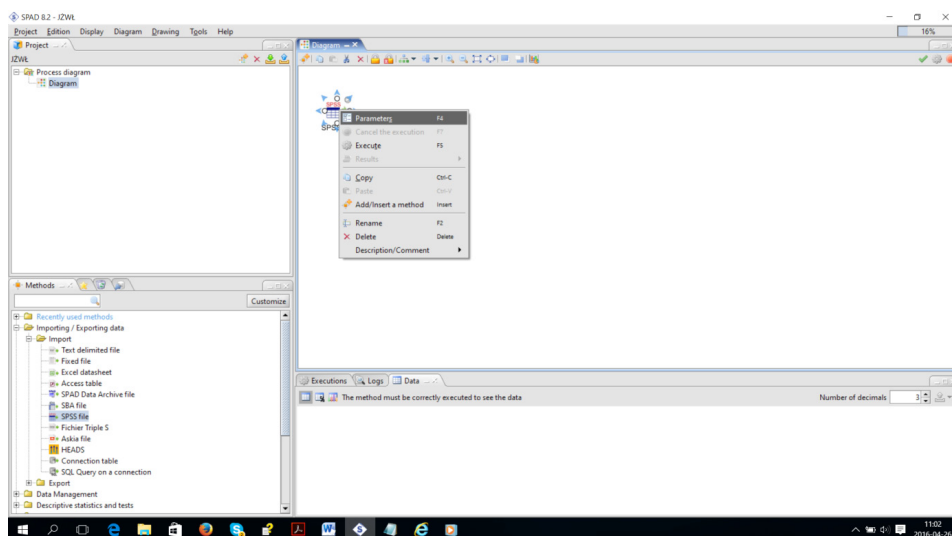 SPAD 8.2 - JZWŁ
Project Edition Display Diagram Drawing Tools Help
16%
Project
JZWŁ
Process diagram
Diagram
Diagram
SPSS
Parameters F4
Cancel the execution F7
Execute F5
Results
Copy Ctrl-C
Paste Ctrl-V
Add/Insert a method Insert
Rename F2
Delete Delete
Description/Comment
Methods
Customize
Recently used methods
Importing / Exporting data
Import
Text delimited file
Fixed file
Excel datasheet
Access table
SPAD Data Archive file
SBA file
SPSS file
Fichier Triple S
Askia file
HEADS
Connection table
SQL Query on a connection
Export
Data Management
Descriptive statistics and tests
Executions Logs Data
The method must be correctly executed to see the data
Number of decimals 3
11:02
2016-04-26